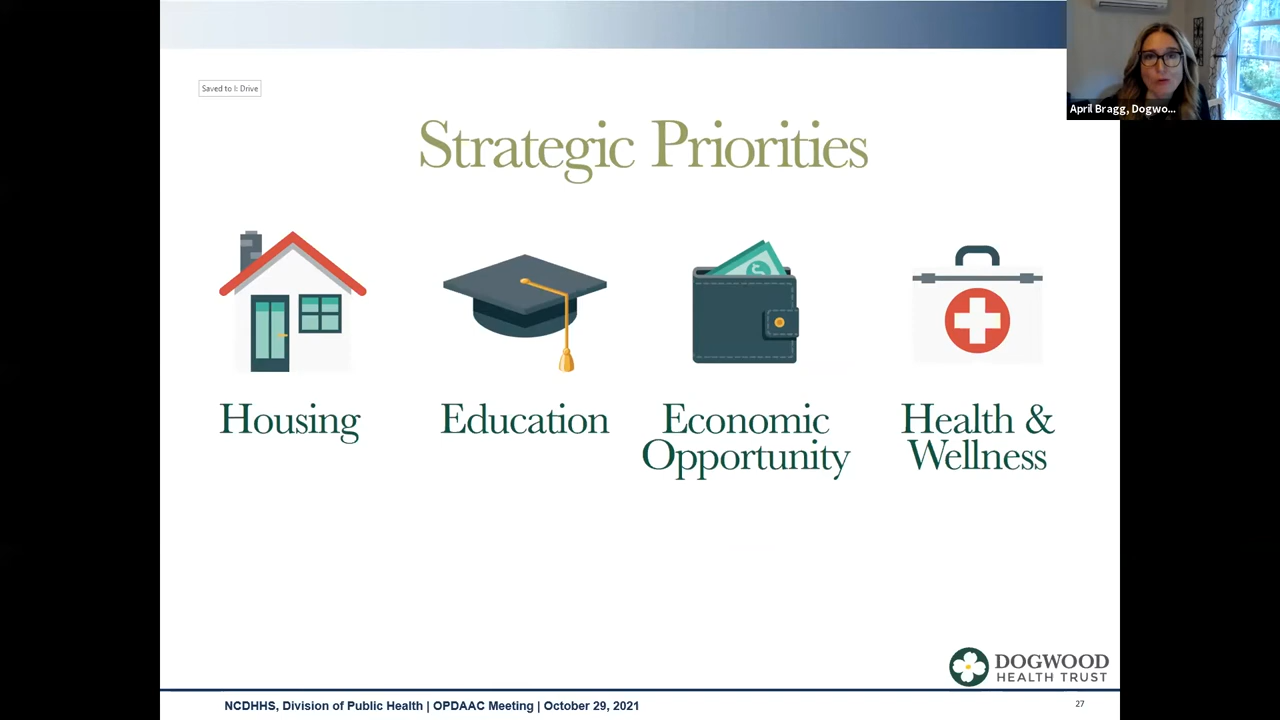 Saved to I: Drive
April Bragg, Dogwo...
Strategic Priorities
Housing
Education
Economic
Opportunity
Health &
Wellness
DOGWOOD
HEALTH TRUST
NCDHHS, Division of Public Health | OPDAAC Meeting | October 29, 2021
27